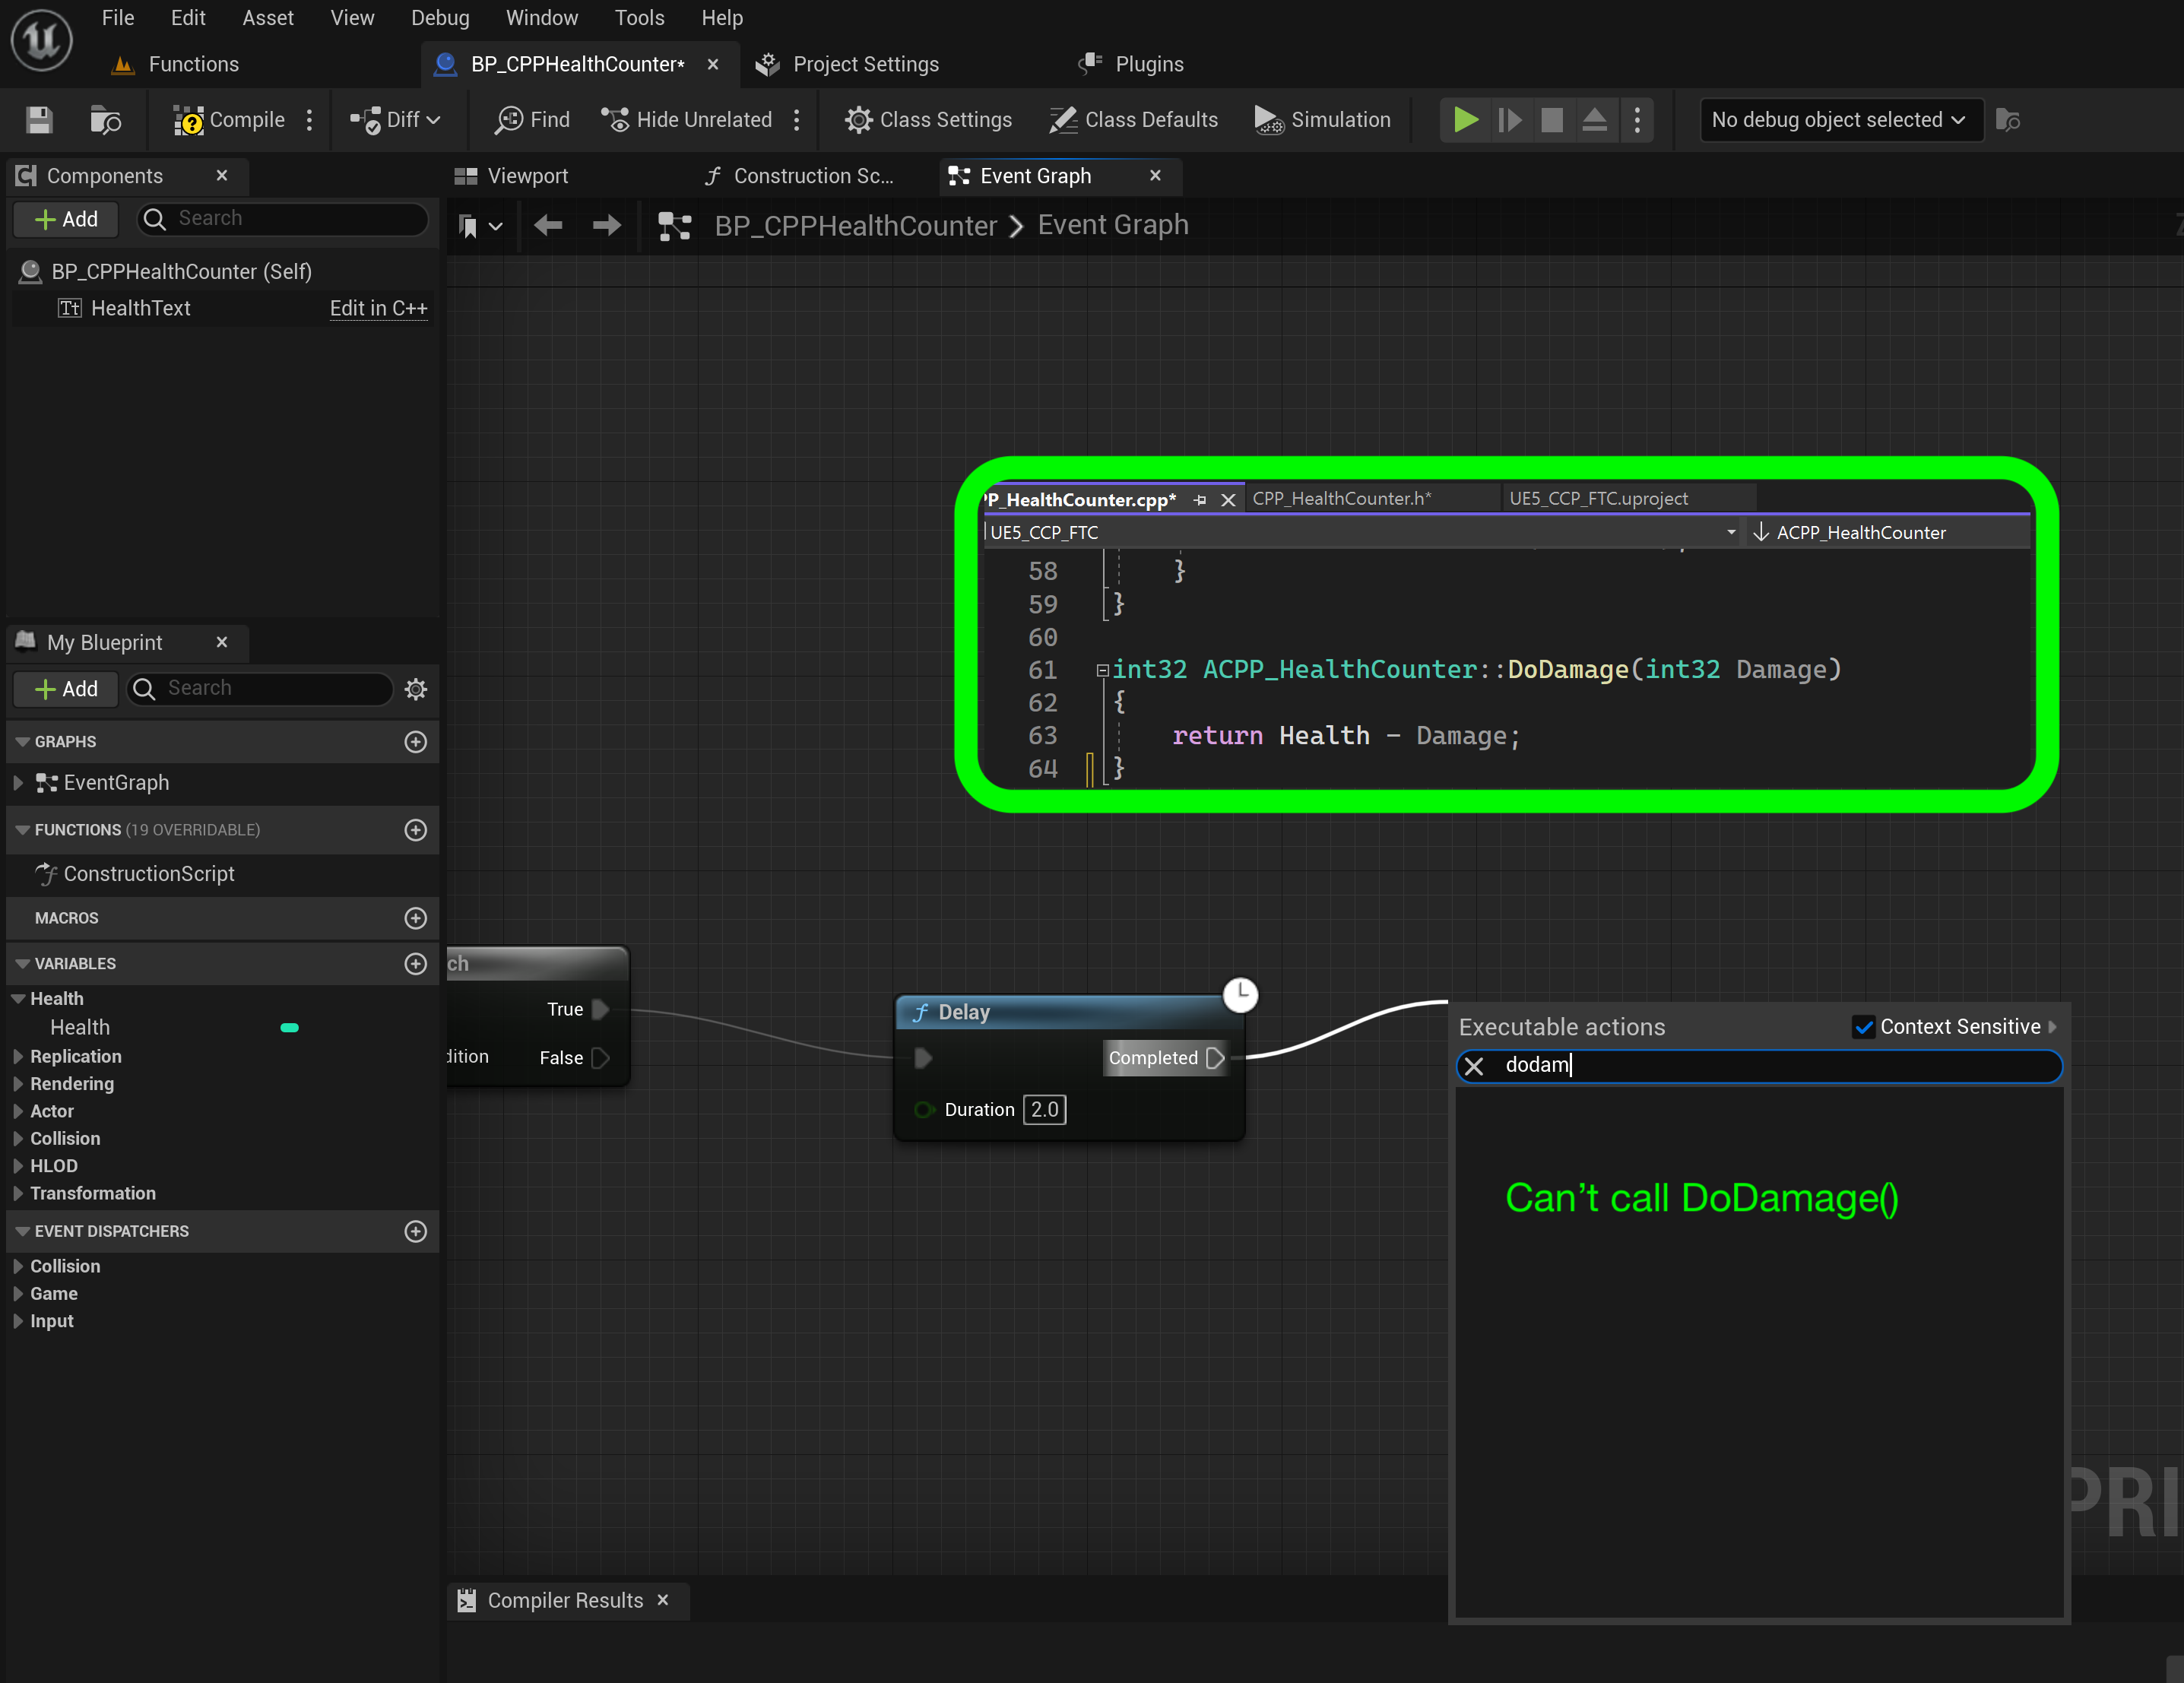 File Edit Asset View Debug Window Tools Help
Functions BP_CPPHealthCounter* Project Settings Plugins
Compile Diff Find Hide Unrelated Class Settings Class Defaults Simulation No debug object selected
Components Viewport Construction Sc... Event Graph
Add Search
BP_CPPHealthCounter > Event Graph
BP_CPPHealthCounter (Self)
HealthText Edit in C++
PP_HealthCounter.cpp* CPP_HealthCounter.h* UE5_CCP_FTC.uproject
UE5_CCP_FTC ACPP_HealthCounter
58 }
59 }
60
61 int32 ACPP_HealthCounter::DoDamage(int32 Damage)
62 {
63 return Health - Damage;
64 }
My Blueprint
Add Search
GRAPHS
EventGraph
FUNCTIONS (19 OVERRIDABLE)
ConstructionScript
MACROS
VARIABLES
Health
Health
Replication
Rendering
Actor
Collision
HLOD
Transformation
EVENT DISPATCHERS
Collision
Game
Input
ch
True
dition False
Delay
Completed
Duration 2.0
Executable actions Context Sensitive
dodam
Can't call DoDamage()
PRI
Compiler Results